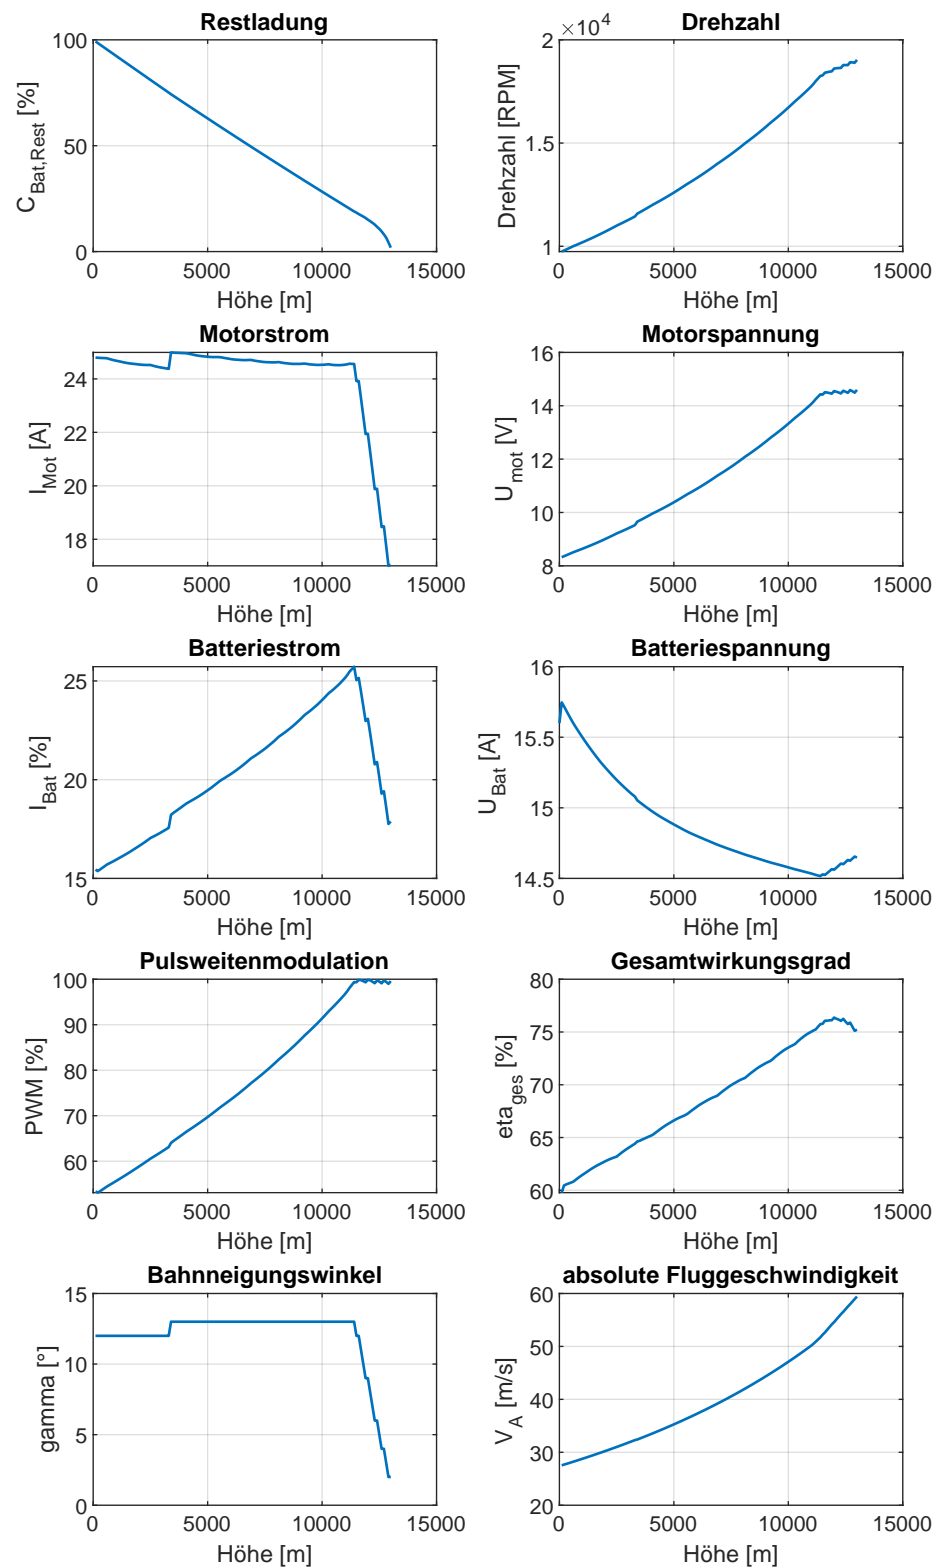 Restladung
100
50
0
C_Bat,Rest [%]
0 5000 10000 15000
Höhe [m]
Drehzahl
×10^4
2
1.5
1
Drehzahl [RPM]
0 5000 10000 15000
Höhe [m]
Motorstrom
24
22
20
18
I_Mot [A]
0 5000 10000 15000
Höhe [m]
Motorspannung
16
14
12
10
8
U_mot [V]
0 5000 10000 15000
Höhe [m]
Batteriestrom
25
20
15
I_Bat [%]
0 5000 10000 15000
Höhe [m]
Batteriespannung
16
15.5
15
14.5
U_Bat [A]
0 5000 10000 15000
Höhe [m]
Pulsweitenmodulation
100
90
80
70
60
PWM [%]
0 5000 10000 15000
Höhe [m]
Gesamtwirkungsgrad
80
75
70
65
60
eta_ges [%]
0 5000 10000 15000
Höhe [m]
Bahnneigungswinkel
15
10
5
0
gamma [°]
0 5000 10000 15000
Höhe [m]
absolute Fluggeschwindigkeit
60
50
40
30
20
V_A [m/s]
0 5000 10000 15000
Höhe [m]